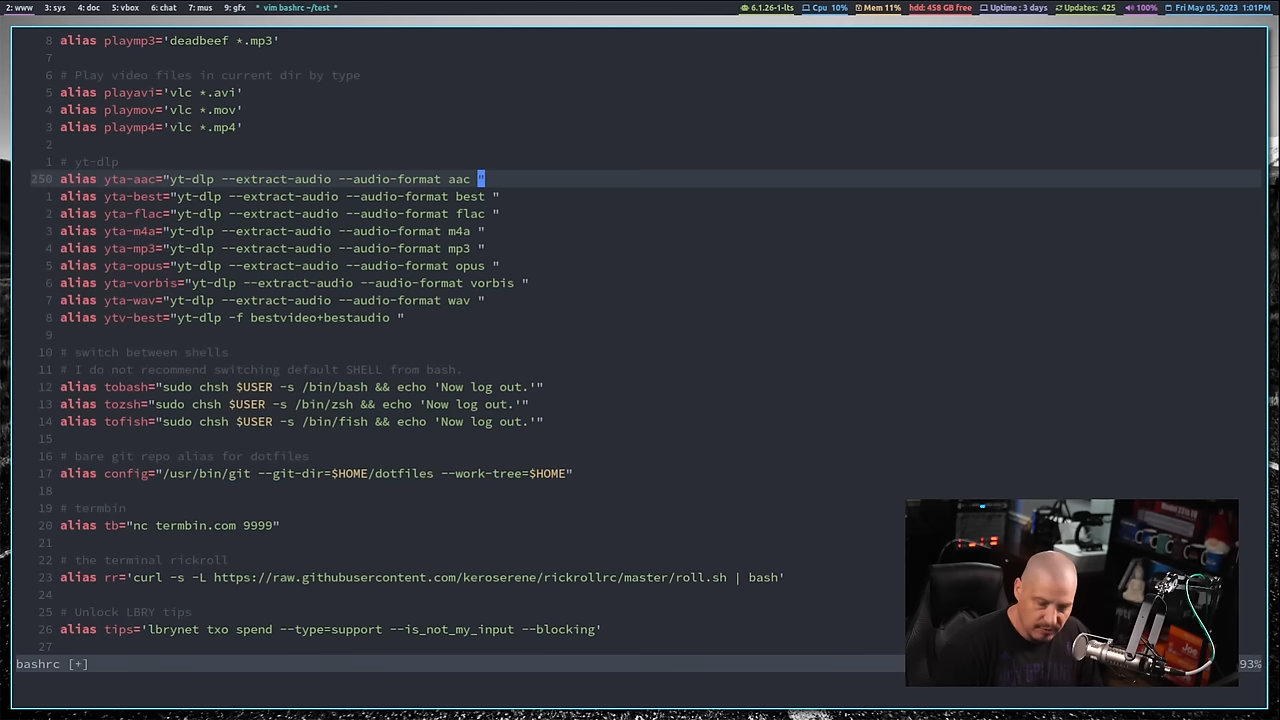 2: www 3: sys 4: doc 5: vbox 6: chat 7: mus 9: gfx * vim bashrc ~/test * 6.1.26-1-lts Cpu 10% Mem 11% hdd: 458 GB free Uptime : 3 days Updates: 425 100% Fri May 05, 2023 1:01PM
8 alias playmp3='deadbeef *.mp3'
7
6 # Play video files in current dir by type
5 alias playavi='vlc *.avi'
4 alias playmov='vlc *.mov'
3 alias playmp4='vlc *.mp4'
2
1 # yt-dlp
250 alias yta-aac="yt-dlp --extract-audio --audio-format aac "
1 alias yta-best="yt-dlp --extract-audio --audio-format best "
2 alias yta-flac="yt-dlp --extract-audio --audio-format flac "
3 alias yta-m4a="yt-dlp --extract-audio --audio-format m4a "
4 alias yta-mp3="yt-dlp --extract-audio --audio-format mp3 "
5 alias yta-opus="yt-dlp --extract-audio --audio-format opus "
6 alias yta-vorbis="yt-dlp --extract-audio --audio-format vorbis "
7 alias yta-wav="yt-dlp --extract-audio --audio-format wav "
8 alias ytv-best="yt-dlp -f bestvideo+bestaudio "
9
10 # switch between shells
11 # I do not recommend switching default SHELL from bash.
12 alias tobash="sudo chsh $USER -s /bin/bash && echo 'Now log out.'"
13 alias tozsh="sudo chsh $USER -s /bin/zsh && echo 'Now log out.'"
14 alias tofish="sudo chsh $USER -s /bin/fish && echo 'Now log out.'"
15
16 # bare git repo alias for dotfiles
17 alias config="/usr/bin/git --git-dir=$HOME/dotfiles --work-tree=$HOME"
18
19 # termbin
20 alias tb="nc termbin.com 9999"
21
22 # the terminal rickroll
23 alias rr='curl -s -L https://raw.githubusercontent.com/keroserene/rickrollrc/master/roll.sh | bash'
24
25 # Unlock LBRY tips
26 alias tips='lbrynet txo spend --type=support --is_not_my_input --blocking'
27
bashrc [+] 93%